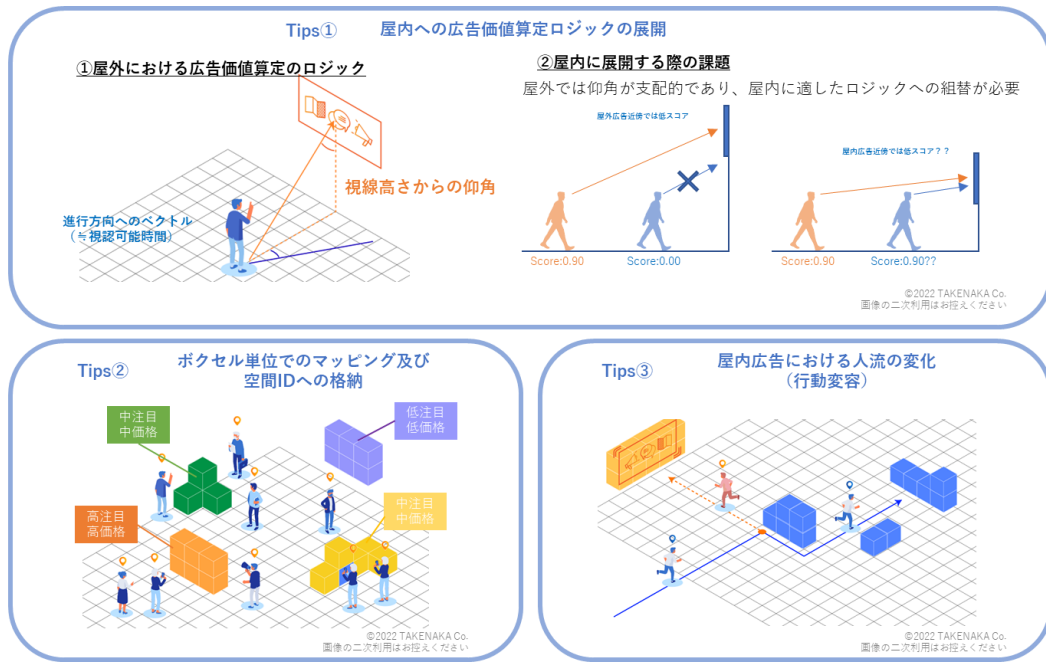 Tips①
屋内への広告価値算定ロジックの展開
①屋外における広告価値算定のロジック
視線高さからの仰角
進行方向へのベクトル
(≒視認可能時間)
②屋内に展開する際の課題
屋外では仰角が支配的であり、屋内に適したロジックへの組替が必要
屋外広告近傍では低スコア
Score:0.90
Score:0.00
屋内広告近傍では低スコア??
Score:0.90
Score:0.90??
©2022 TAKENAKA Co.
画像の二次利用はお控えください
Tips②
ボクセル単位でのマッピング及び
空間IDへの格納
中注目
中価格
低注目
低価格
高注目
高価格
中注目
中価格
©2022 TAKENAKA Co.
画像の二次利用はお控えください
Tips③
屋内広告における人流の変化
(行動変容)
©2022 TAKENAKA Co.
画像の二次利用はお控えください